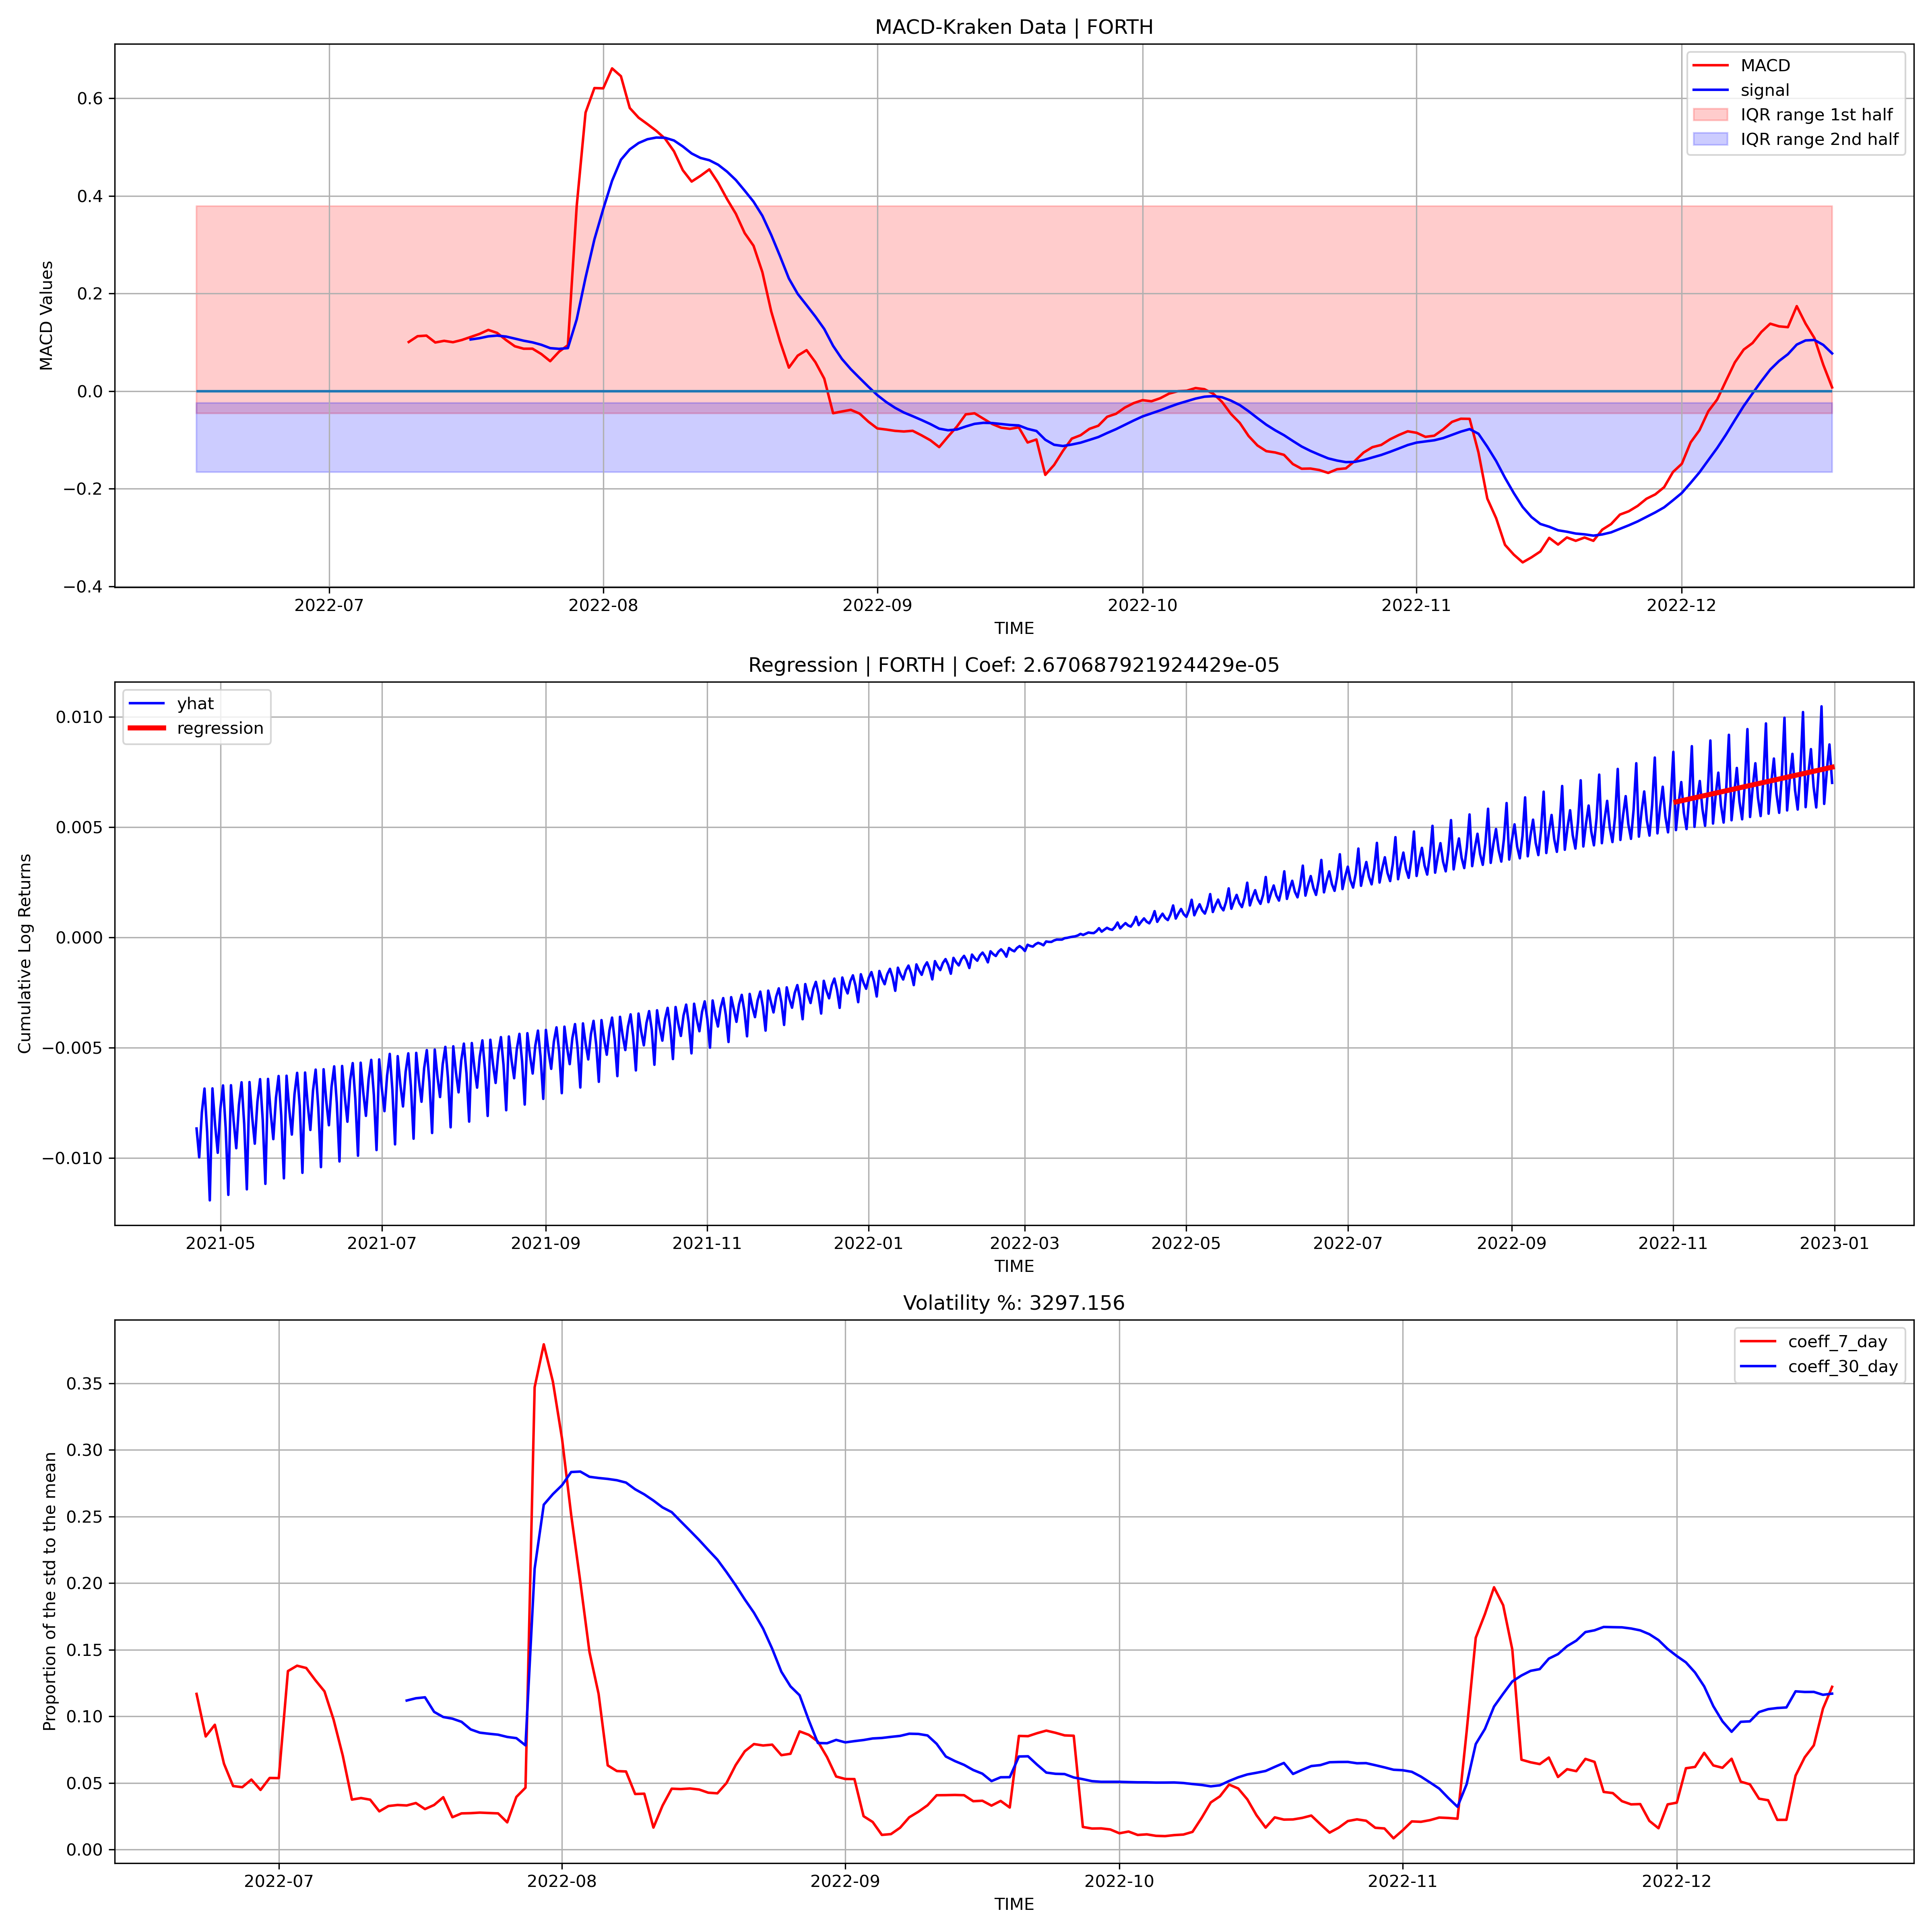 MACD-Kraken Data | FORTH
MACD
signal
IQR range 1st half
IQR range 2nd half
MACD Values
0.6
0.4
0.2
0.0
−0.2
−0.4
2022-07 2022-08 2022-09 2022-10 2022-11 2022-12
TIME
Regression | FORTH | Coef: 2.670687921924429e-05
yhat
regression
Cumulative Log Returns
0.010
0.005
0.000
−0.005
−0.010
2021-05 2021-07 2021-09 2021-11 2022-01 2022-03 2022-05 2022-07 2022-09 2022-11 2023-01
TIME
Volatility %: 3297.156
coeff_7_day
coeff_30_day
Proportion of the std to the mean
0.35
0.30
0.25
0.20
0.15
0.10
0.05
0.00
2022-07 2022-08 2022-09 2022-10 2022-11 2022-12
TIME